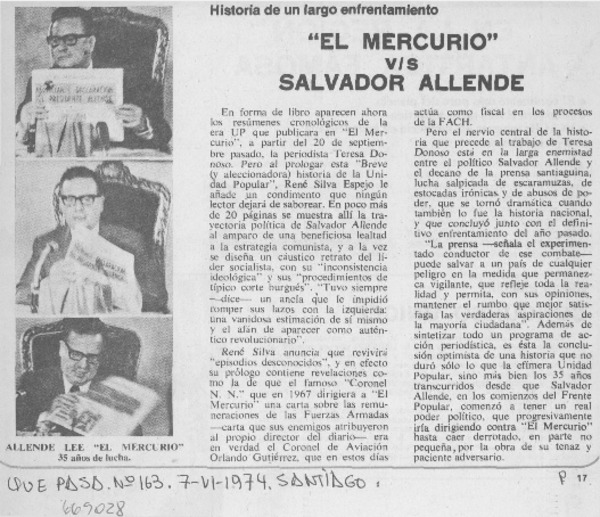 Historia de un largo enfrentamiento
"EL MERCURIO"
v/s
SALVADOR ALLENDE
ALLENDE LEE "EL MERCURIO"
35 años de lucha.
En forma de libro aparecen ahora
los resúmenes cronológicos de la
era UP que publicara en "El Mer-
curio", a partir del 20 de septiem-
bre pasado, la periodista Teresa Do-
noso. Pero al prologar esta "Breve
(y aleccionadora) historia de la Uni-
dad Popular", René Silva Espejo le
añade un condimento que ningún
lector dejará de saborear. En poco más
de 20 páginas se muestra allí la tra-
yectoria política de Salvador Allende
al amparo de una beneficiosa lealtad
a la estrategia comunista, y a la vez
se diseña un cáustico retrato del lí-
der socialista, con su "inconsistencia
ideológica" y sus "procedimientos de
típico corte burgués". "Tuvo siempre
—dice— un ancla que le impidió
romper sus lazos con la izquierda:
una vanidosa estimación de sí mismo
y el afán de aparecer como autén-
tico revolucionario".
René Silva anuncia que revivirá
"episodios desconocidos", y en efecto
su prólogo contiene revelaciones co-
mo la de que el famoso "Coronel
N. N." que en 1967 dirigiera a "El
Mercurio" una carta sobre las remu-
neraciones de las Fuerzas Armadas
—carta que sus enemigos atribuyeron
al propio director del diario— era
en verdad el Coronel de Aviación
Orlando Gutiérrez, que en estos días
actúa como fiscal en los procesos
de la FACH.
Pero el nervio central de la histo-
ria que precede al trabajo de Teresa
Donoso está en la larga enemistad
entre el político Salvador Allende y
el decano de la prensa santiaguina,
lucha salpicada de escaramuzas, de
estocadas irónicas y de abusos de po-
der, que se tornó dramática cuando
también lo fue la historia nacional,
y que concluyó junto con el defini-
tivo enfrentamiento del año pasado.
"La prensa —señala el experimen-
tado conductor de ese combate—
puede salvar a un país de cualquier
peligro en la medida que permanez-
ca vigilante, que refleje toda la rea-
lidad y permita, con sus opiniones,
mantener el rumbo que mejor satis-
faga las verdaderas aspiraciones de
la mayoría ciudadana". Además de
sintetizar todo un programa de ac-
ción periodística, es ésta la conclu-
sión optimista de una historia que no
duró sólo lo que la efímera Unidad
Popular, sino más bien los 35 años
transcurridos desde que Salvador
Allende, en los comienzos del Frente
Popular, comenzó a tener un real
poder político, que progresivamente
iría dirigiendo contra "El Mercurio"
hasta caer derrotado, en parte no
pequeña, por la obra de su tenaz y
paciente adversario.
QUE PASA. Nº 163. 7-VI-1974, SANTIAGO.
P 17
669028